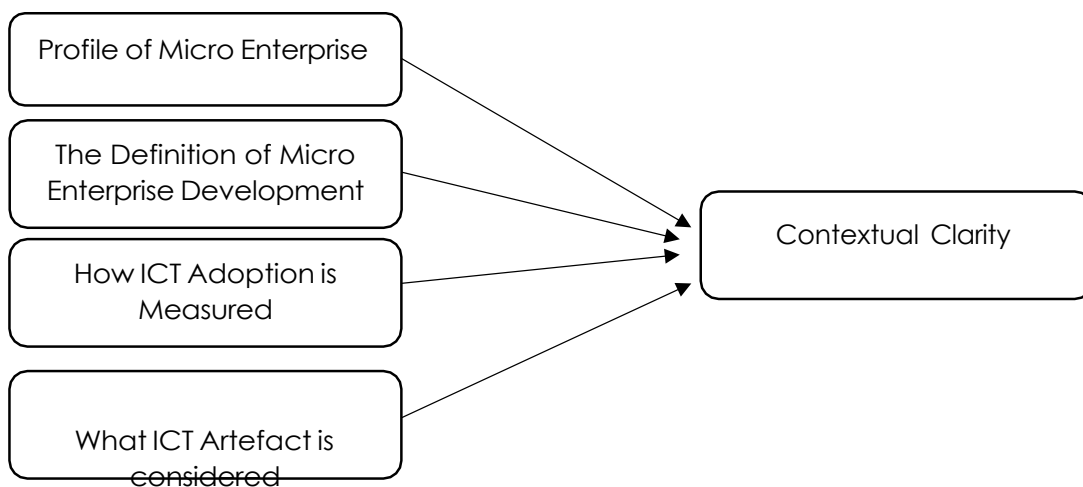 Profile of Micro Enterprise
The Definition of Micro
Enterprise Development
How ICT Adoption is
Measured
What ICT Artefact is
considered
Contextual Clarity